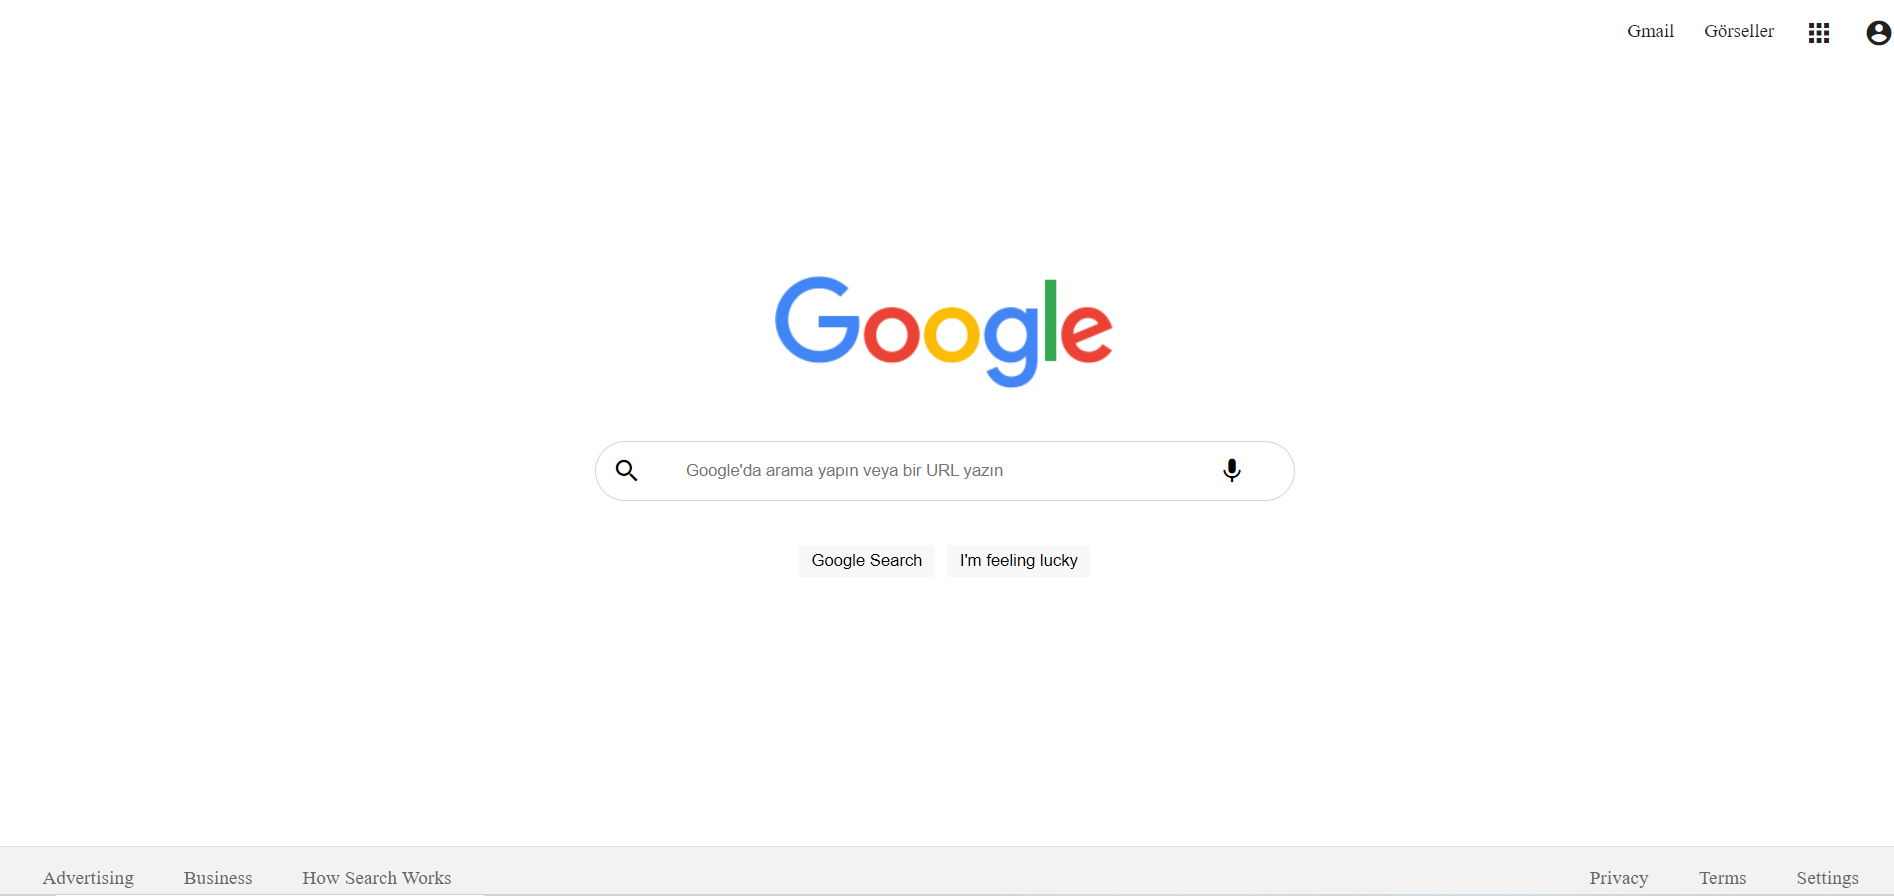 Gmail Görseller
Google
Google'da arama yapın veya bir URL yazın
Google Search I'm feeling lucky
Advertising Business How Search Works Privacy Terms Settings